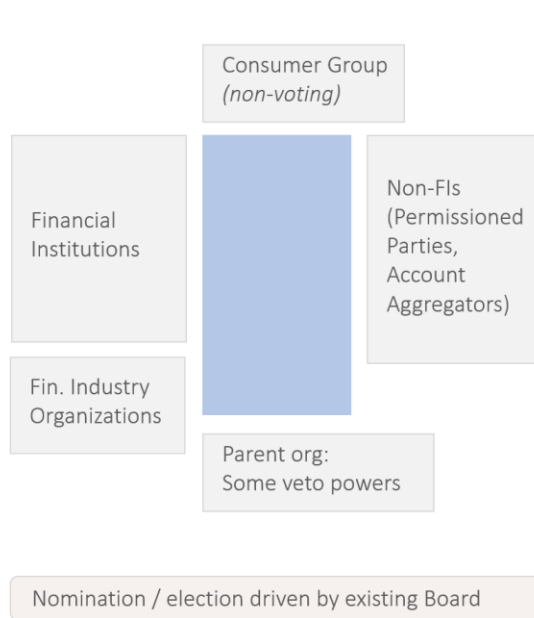 Consumer Group
(non-voting)
Financial
Institutions
Non-FIs
(Permissioned
Parties,
Account
Aggregators)
Fin. Industry
Organizations
Parent org:
Some veto powers
Nomination / election driven by existing Board